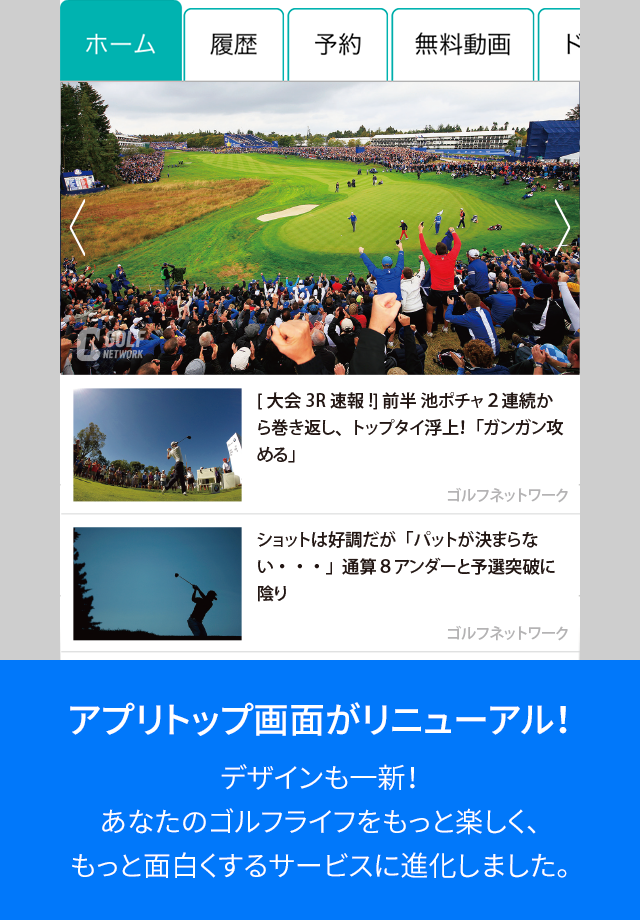 ホーム
履歴
予約
無料動画
ド
GOLF
NETWORK
[ 大会 3R 速報 !] 前半 池ポチャ２連続か
ら巻き返し、トップタイ浮上！「ガンガン攻
める」
ゴルフネットワーク
ショットは好調だが「パットが決まらな
い・・・」通算８アンダーと予選突破に
陰り
ゴルフネットワーク
アプリトップ画面がリニューアル！
デザインも一新！
あなたのゴルフライフをもっと楽しく、
もっと面白くするサービスに進化しました。